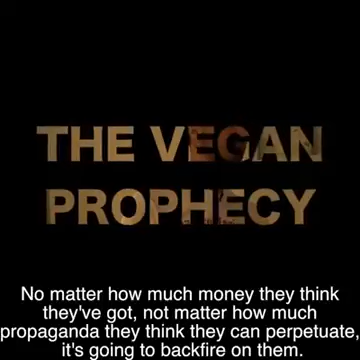 THE VEGAN
PROPHECY
No matter how much money they think
they've got, not matter how much
propaganda they think they can perpetuate,
it's going to backfire on them.